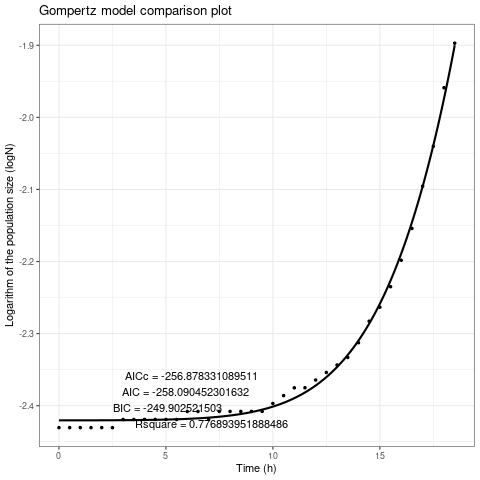 Gompertz model comparison plot
Logarithm of the population size (logN)
-1.9
-2.0
-2.1
-2.2
-2.3
-2.4
AICc = -256.878331089511
AIC = -258.090452301632
BIC = -249.902521503
Rsquare = 0.776893951888486
0
5
10
15
Time (h)